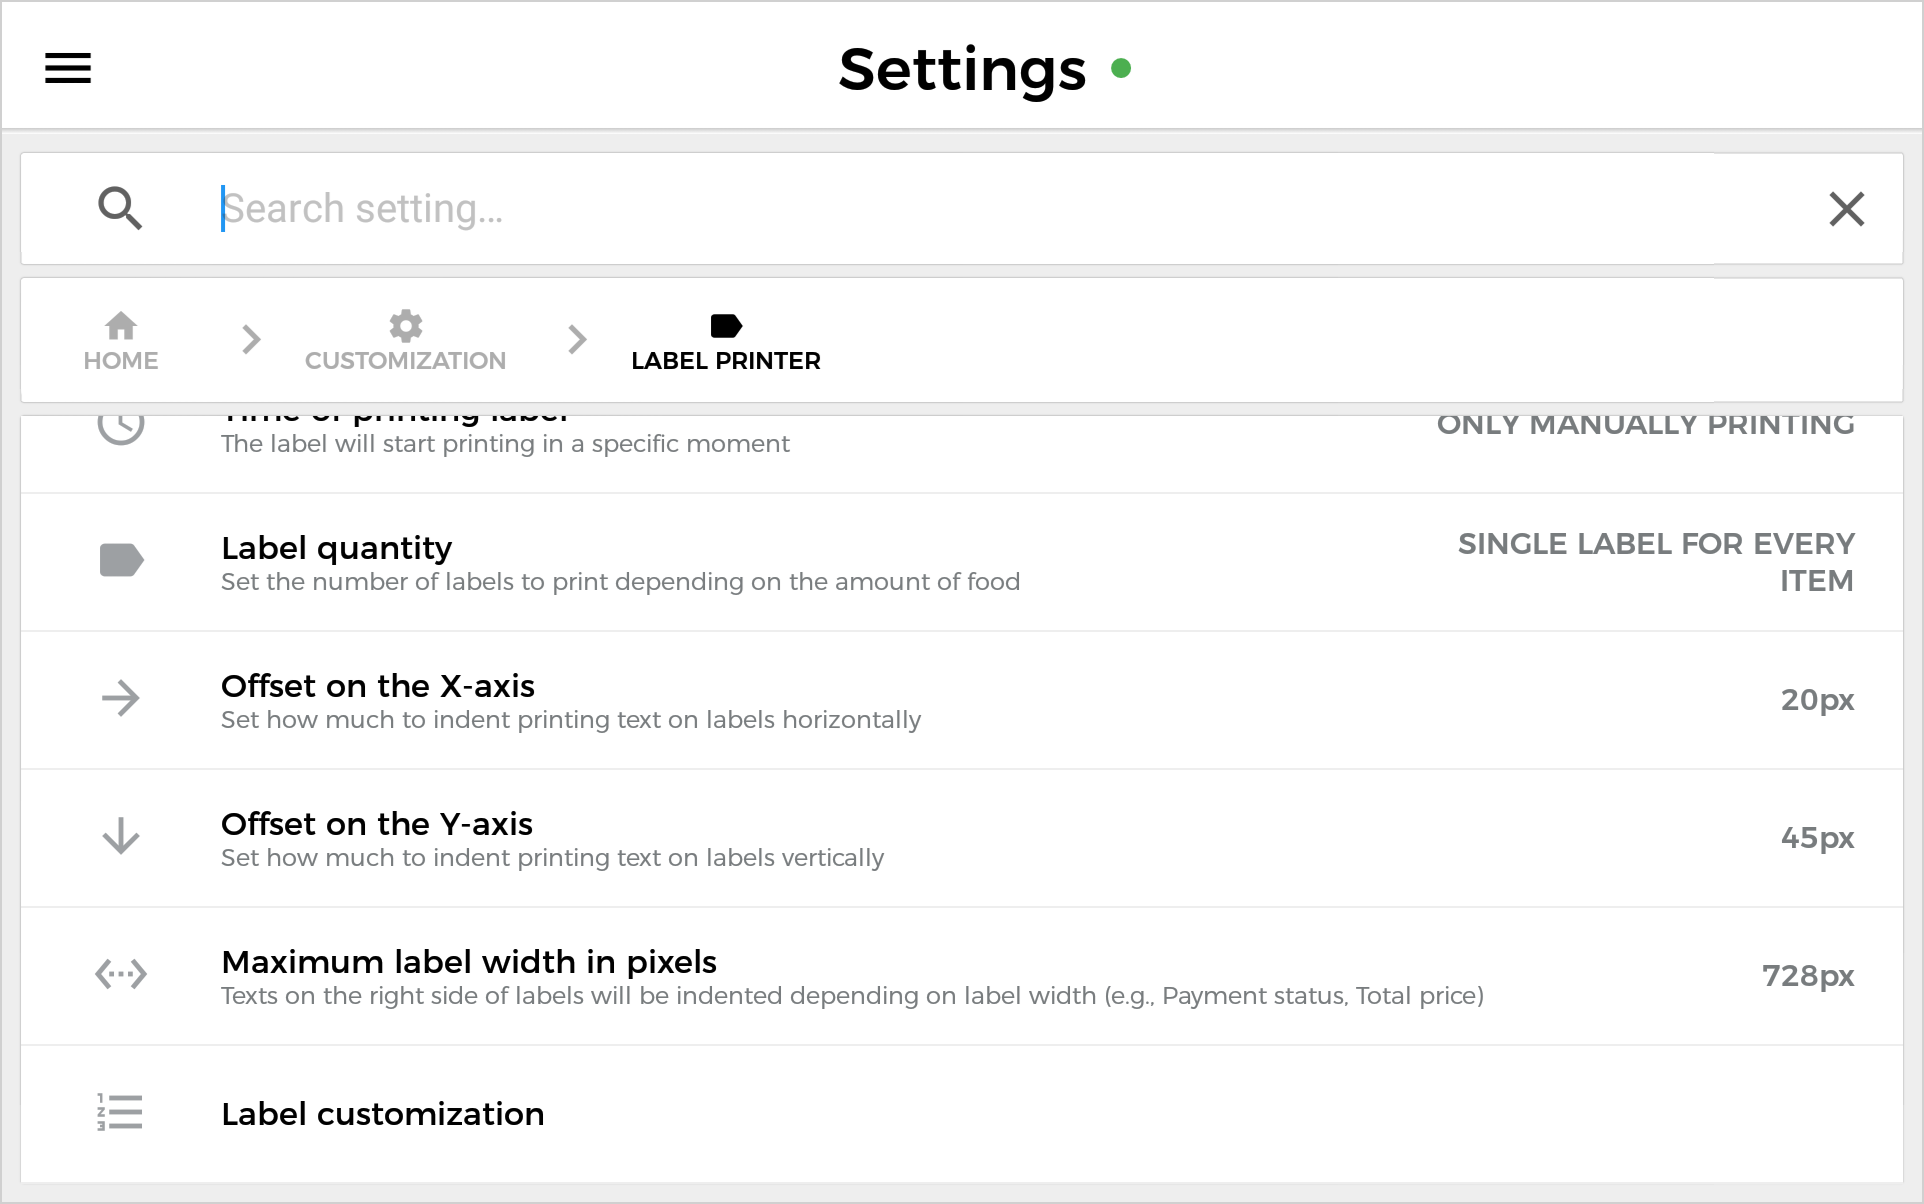 Settings
Search setting...
HOME
CUSTOMIZATION
LABEL PRINTER
Time of printing label
ONLY MANUALLY PRINTING
The label will start printing in a specific moment
Label quantity
Set the number of labels to print depending on the amount of food
SINGLE LABEL FOR EVERY
ITEM
Offset on the X-axis
Set how much to indent printing text on labels horizontally
20px
Offset on the Y-axis
Set how much to indent printing text on labels vertically
45px
Maximum label width in pixels
Texts on the right side of labels will be indented depending on label width (e.g., Payment status, Total price)
728px
Label customization